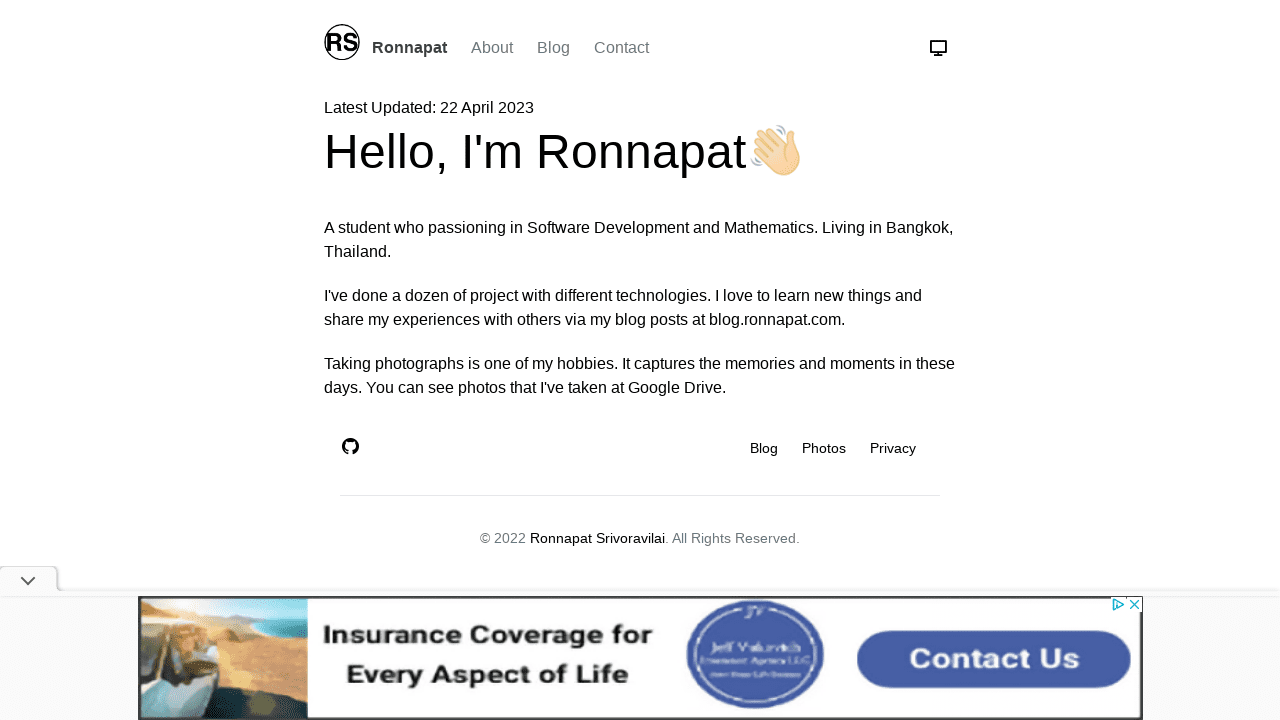 RS Ronnapat About Blog Contact
Latest Updated: 22 April 2023
Hello, I'm Ronnapat👋🏼
A student who passioning in Software Development and Mathematics. Living in Bangkok,
Thailand.
I've done a dozen of project with different technologies. I love to learn new things and
share my experiences with others via my blog posts at blog.ronnapat.com.
Taking photographs is one of my hobbies. It captures the memories and moments in these
days. You can see photos that I've taken at Google Drive.
Blog Photos Privacy
© 2022 Ronnapat Srivoravilai. All Rights Reserved.
Insurance Coverage for
Every Aspect of Life
JV
Insurance Agency LLC
Contact Us